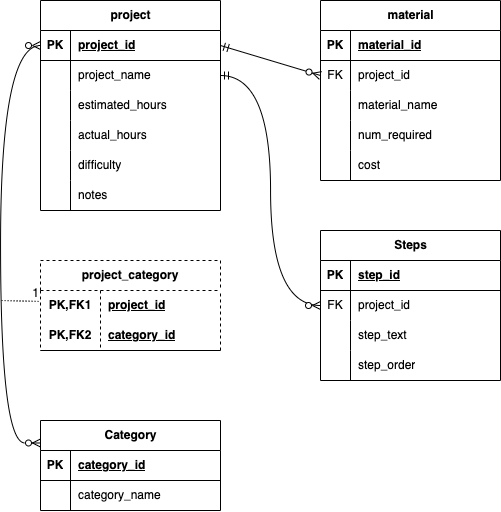 project
PK project_id
project_name
estimated_hours
actual_hours
difficulty
notes
material
PK material_id
FK project_id
material_name
num_required
cost
project_category
1
PK,FK1 project_id
PK,FK2 category_id
Steps
PK step_id
FK project_id
step_text
step_order
Category
PK category_id
category_name